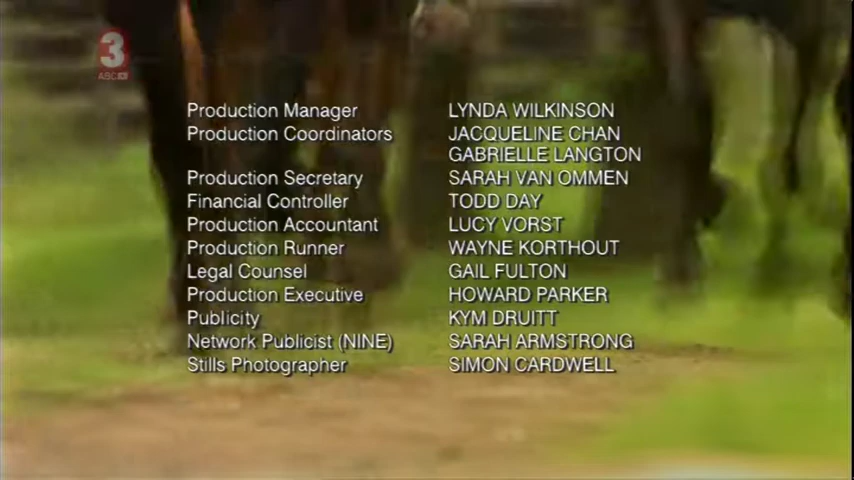 3
ABC
Production Manager LYNDA WILKINSON
Production Coordinators JACQUELINE CHAN
GABRIELLE LANGTON
Production Secretary SARAH VAN OMMEN
Financial Controller TODD DAY
Production Accountant LUCY VORST
Production Runner WAYNE KORTHOUT
Legal Counsel GAIL FULTON
Production Executive HOWARD PARKER
Publicity KYM DRUITT
Network Publicist (NINE) SARAH ARMSTRONG
Stills Photographer SIMON CARDWELL